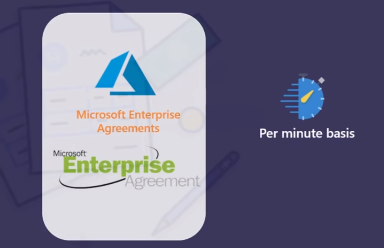 Microsoft Enterprise
Agreements
Microsoft
Enterprise
Agreement
Per minute basis